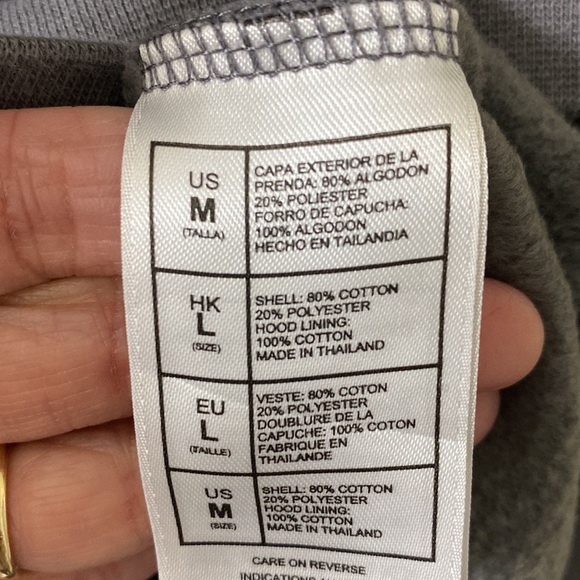 US
M
(TALLA)
CAPA EXTERIOR DE LA
PRENDA: 80% ALGODON
20% POLIESTER
FORRO DE CAPUCHA:
100% ALGODON
HECHO EN TAILANDIA
HK
L
(SIZE)
SHELL: 80% COTTON
20% POLYESTER
HOOD LINING:
100% COTTON
MADE IN THAILAND
EU
L
(TAILLE)
VESTE: 80% COTON
20% POLYESTER
DOUBLURE DE LA
CAPUCHE: 100% COTON
FABRIQUE EN
THAILANDE
US
M
(SIZE)
SHELL: 80% COTTON
20% POLYESTER
HOOD LINING:
100% COTTON
MADE IN THAILAND
CARE ON REVERSE
INDICATIONS